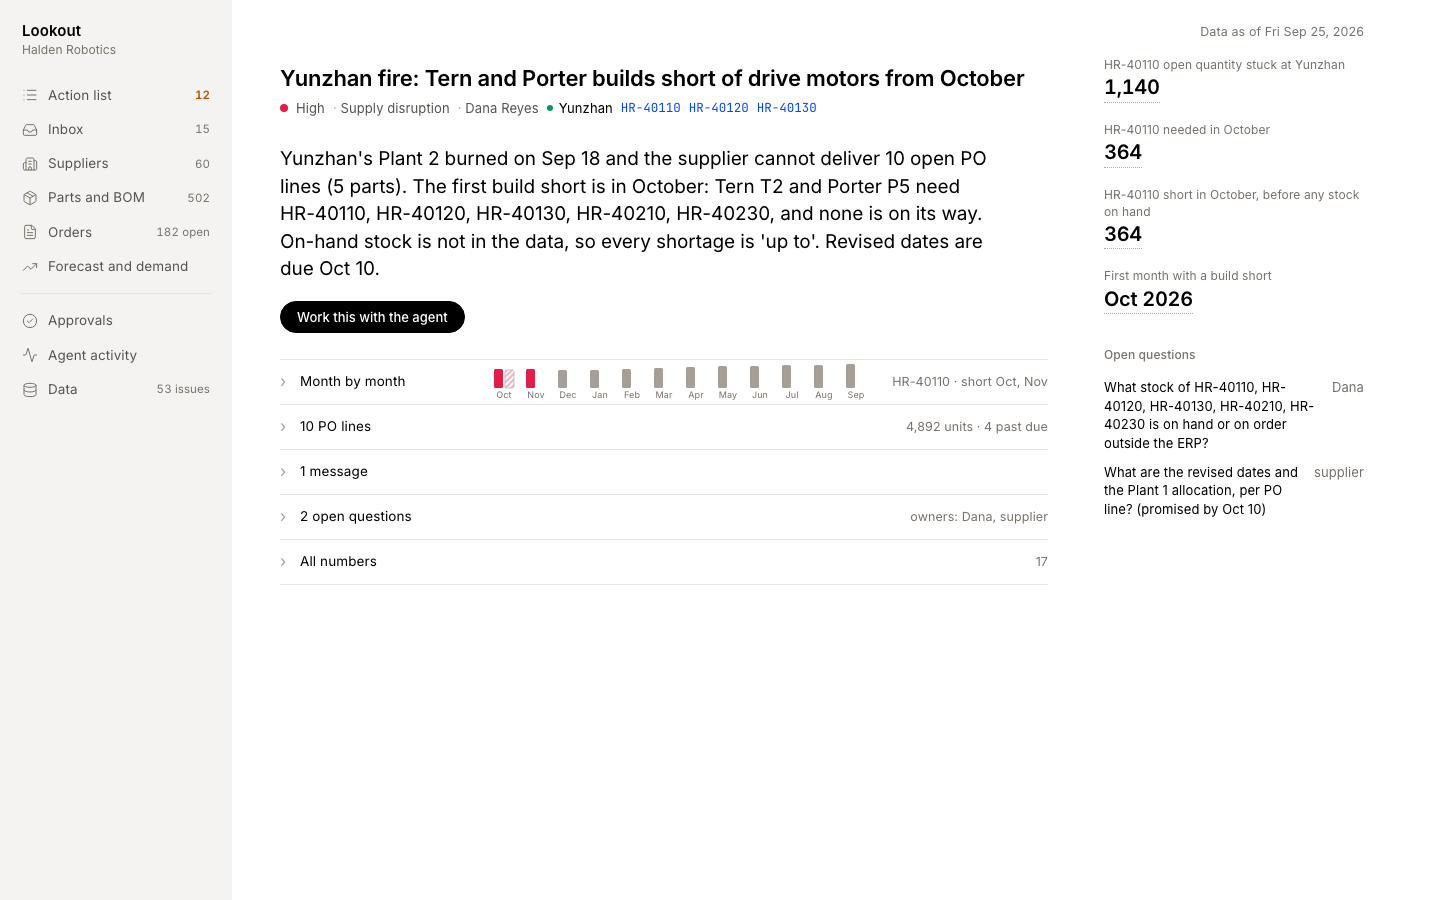 Lookout
Halden Robotics
Action list 12
Inbox 15
Suppliers 60
Parts and BOM 502
Orders 182 open
Forecast and demand
Approvals
Agent activity
Data 53 issues
Data as of Fri Sep 25, 2026
Yunzhan fire: Tern and Porter builds short of drive motors from October
High · Supply disruption · Dana Reyes Yunzhan HR-40110 HR-40120 HR-40130
Yunzhan's Plant 2 burned on Sep 18 and the supplier cannot deliver 10 open PO
lines (5 parts). The first build short is in October: Tern T2 and Porter P5 need
HR-40110, HR-40120, HR-40130, HR-40210, HR-40230, and none is on its way.
On-hand stock is not in the data, so every shortage is 'up to'. Revised dates are
due Oct 10.
Work this with the agent
Month by month
Oct Nov Dec Jan Feb Mar Apr May Jun Jul Aug Sep
HR-40110 · short Oct, Nov
10 PO lines 4,892 units · 4 past due
1 message
2 open questions owners: Dana, supplier
All numbers 17
HR-40110 open quantity stuck at Yunzhan
1,140
HR-40110 needed in October
364
HR-40110 short in October, before any stock
on hand
364
First month with a build short
Oct 2026
Open questions
What stock of HR-40110, HR- Dana
40120, HR-40130, HR-40210, HR-
40230 is on hand or on order
outside the ERP?
What are the revised dates and supplier
the Plant 1 allocation, per PO
line? (promised by Oct 10)